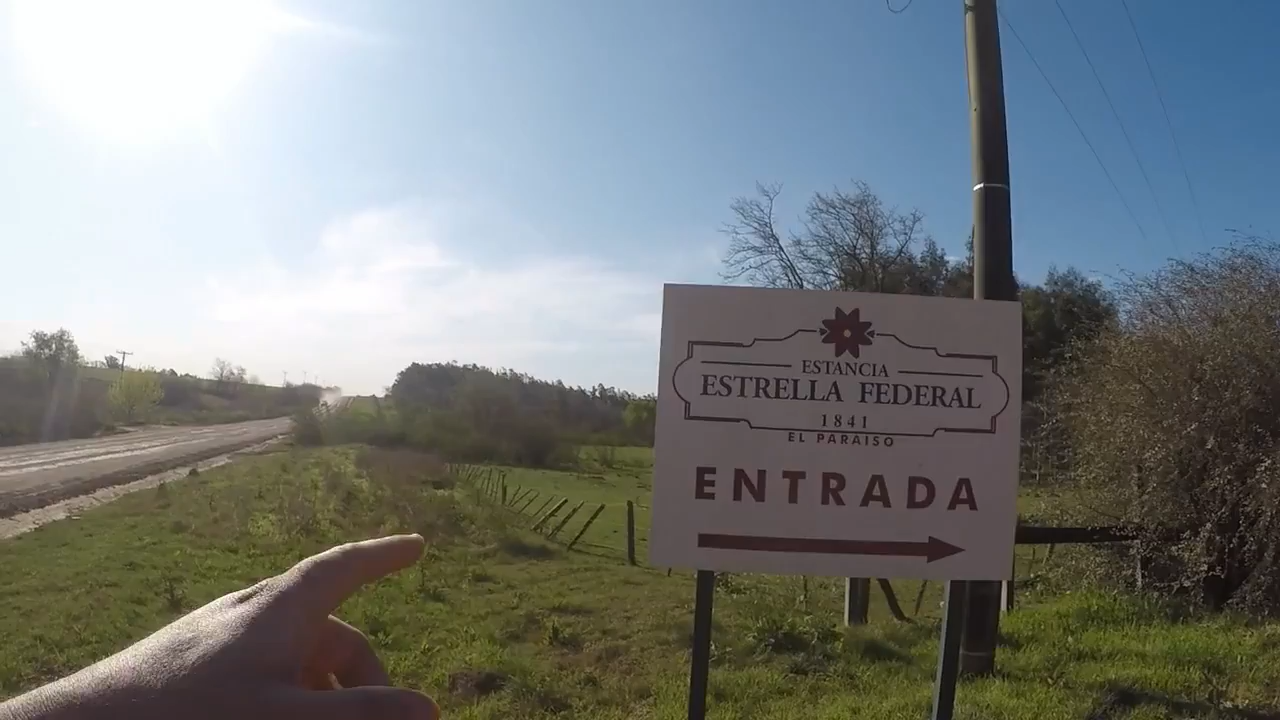 ESTANCIA
ESTRELLA FEDERAL
1841
EL PARAISO
ENTRADA